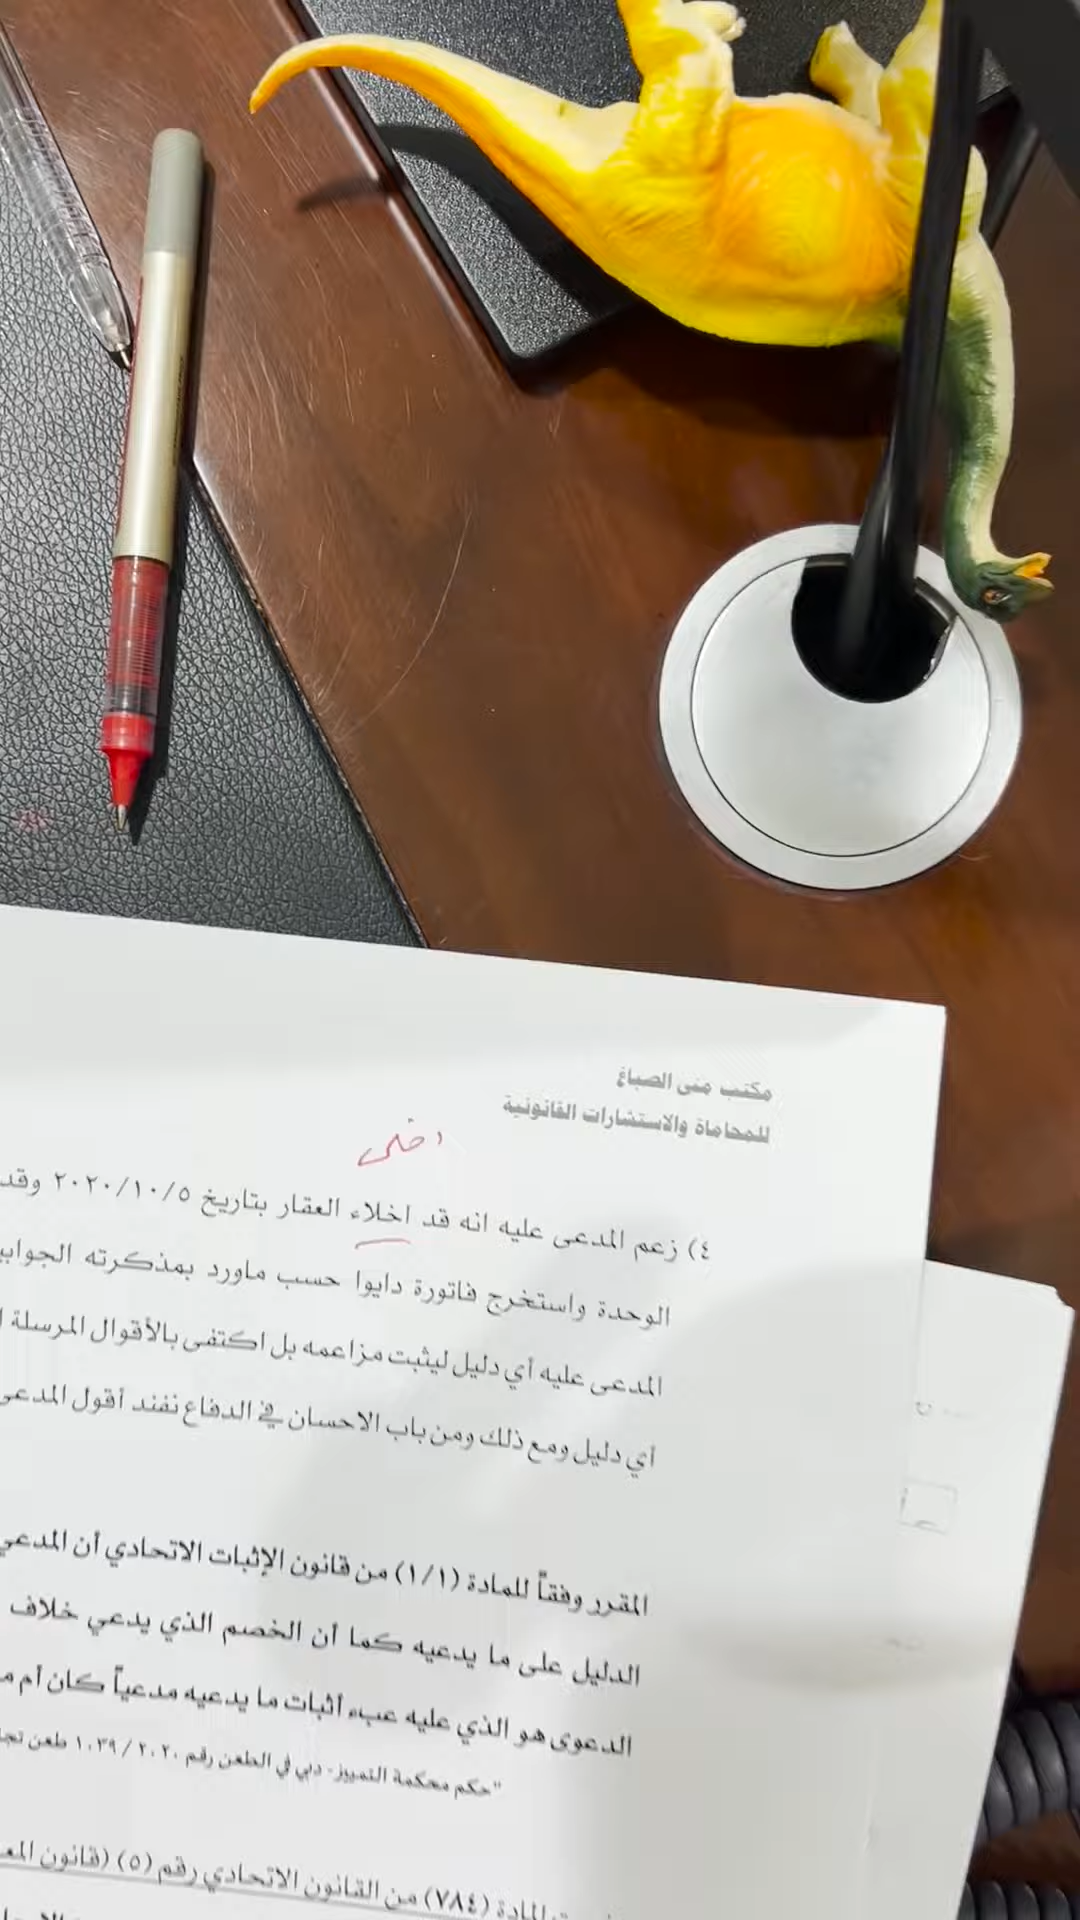 مكتب منى الصباغ
للمحاماة والاستشارات القانونية
اخلى
٤) زعم المدعى عليه انه قد اخلاء العقار بتاريخ ٢٠٢٠/١٠/٥ وقد
الوحدة واستخرج فاتورة دايوا حسب ماورد بمذكرته الجوابي
المدعى عليه أي دليل ليثبت مزاعمه بل اكتفى بالأقوال المرسلة
أي دليل ومع ذلك ومن باب الاحسان في الدفاع نفند أقول المدعى
المقرر وفقاً للمادة (١/١) من قانون الإثبات الاتحادي أن المدعي
الدليل على ما يدعيه كما أن الخصم الذي يدعي خلاف
الدعوى هو الذي عليه عبء أثبات ما يدعيه مدعياً كان أم م
"حكم محكمة التمييز- دبي في الطعن رقم ١٠٣٩/٢٠٢٠ طعن تجا
المادة (٧٨٤) من القانون الاتحادي رقم (٥) (قانون المع